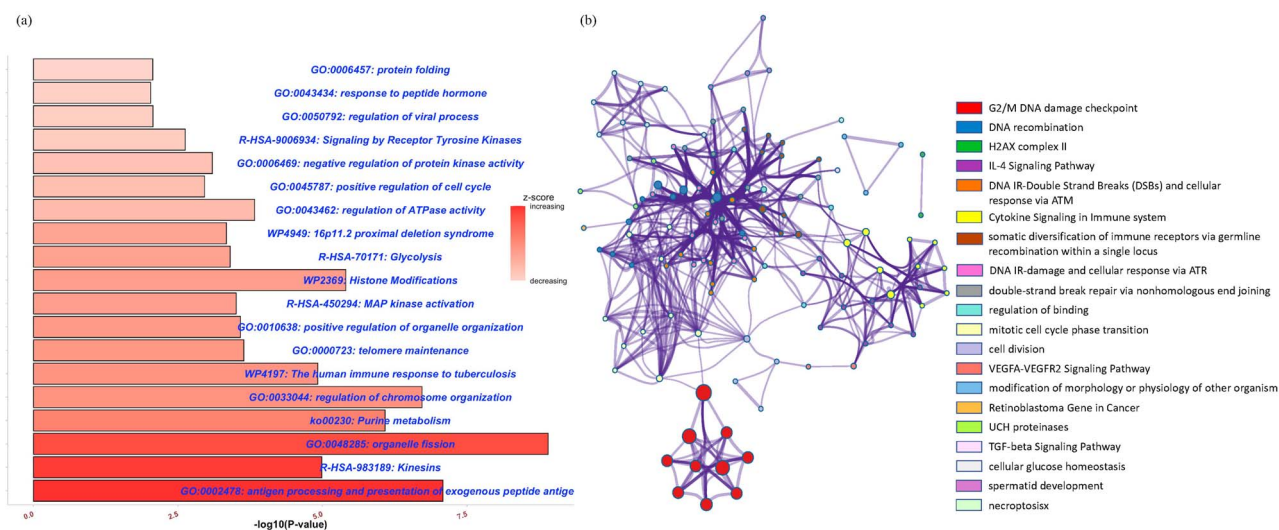 (a)
GO:0006457: protein folding
GO:0043434: response to peptide hormone
GO:0050792: regulation of viral process
R-HSA-9006934: Signaling by Receptor Tyrosine Kinases
GO:0006469: negative regulation of protein kinase activity
GO:0045787: positive regulation of cell cycle
GO:0043462: regulation of ATPase activity
WP4949: 16p11.2 proximal deletion syndrome
R-HSA-70171: Glycolysis
WP2369: Histone Modifications
R-HSA-450294: MAP kinase activation
GO:0010638: positive regulation of organelle organization
GO:0000723: telomere maintenance
WP4197: The human immune response to tuberculosis
GO:0033044: regulation of chromosome organization
ko00230: Purine metabolism
GO:0048285: organelle fission
R-HSA-983189: Kinesins
GO:0002478: antigen processing and presentation of exogenous peptide antige
0.0
2.5
5.0
7.5
-log10(P-value)
z-score
increasing
decreasing
(b)
G2/M DNA damage checkpoint
DNA recombination
H2AX complex II
IL-4 Signaling Pathway
DNA IR-Double Strand Breaks (DSBs) and cellular
response via ATM
Cytokine Signaling in Immune system
somatic diversification of immune receptors via germline
recombination within a single locus
DNA IR-damage and cellular response via ATR
double-strand break repair via nonhomologous end joining
regulation of binding
mitotic cell cycle phase transition
cell division
VEGFA-VEGFR2 Signaling Pathway
modification of morphology or physiology of other organism
Retinoblastoma Gene in Cancer
UCH proteinases
TGF-beta Signaling Pathway
cellular glucose homeostasis
spermatid development
necroptosisx